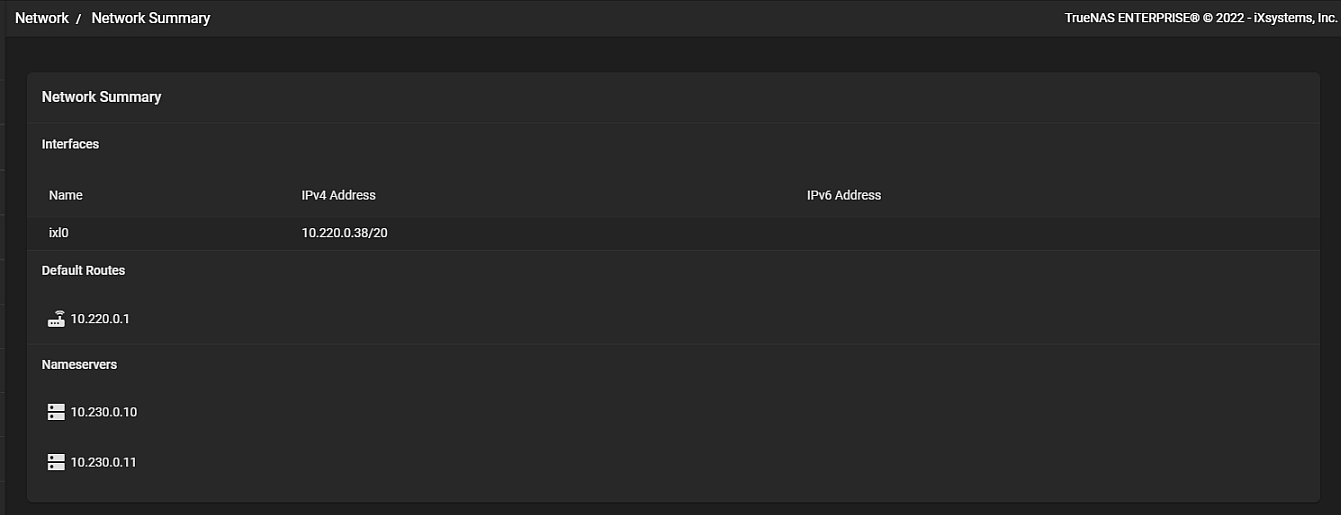 Network / Network Summary
TrueNAS ENTERPRISE® © 2022 - iXsystems, Inc.
Network Summary
Interfaces
Name IPv4 Address IPv6 Address
ixl0 10.220.0.38/20
Default Routes
10.220.0.1
Nameservers
10.230.0.10
10.230.0.11